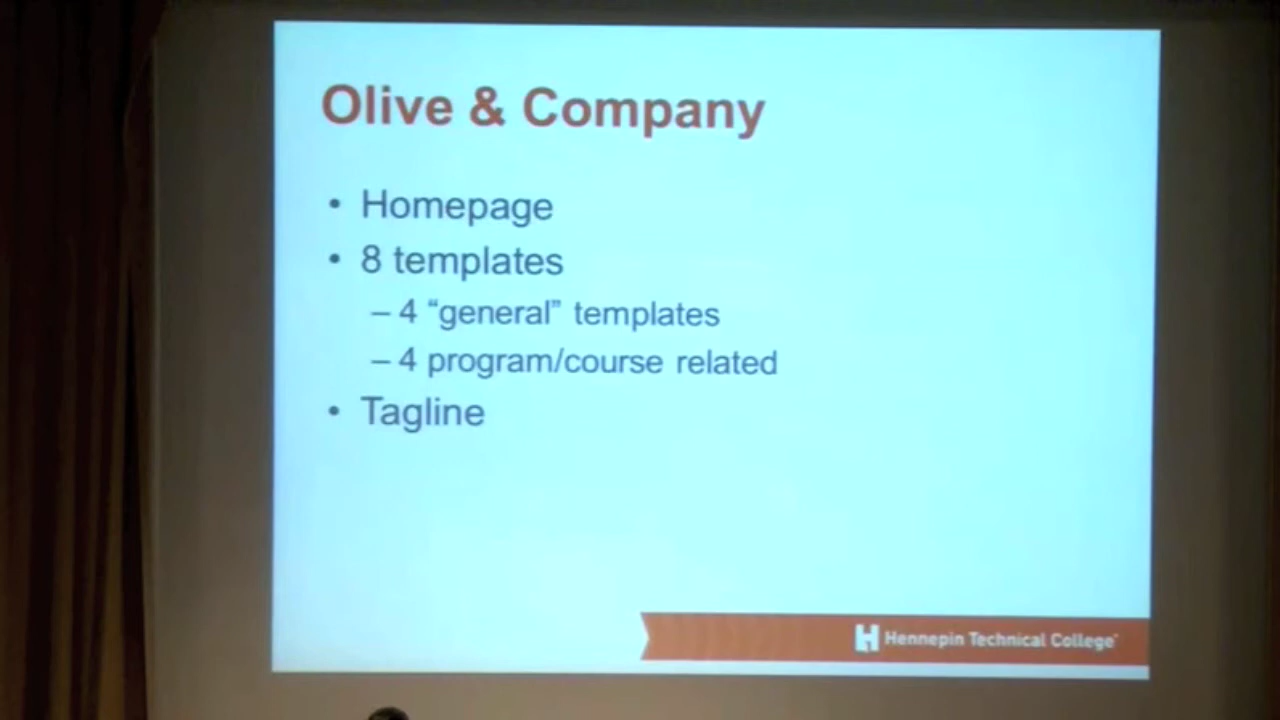 Olive & Company
• Homepage
• 8 templates
– 4 “general” templates
– 4 program/course related
• Tagline
Hennepin Technical College